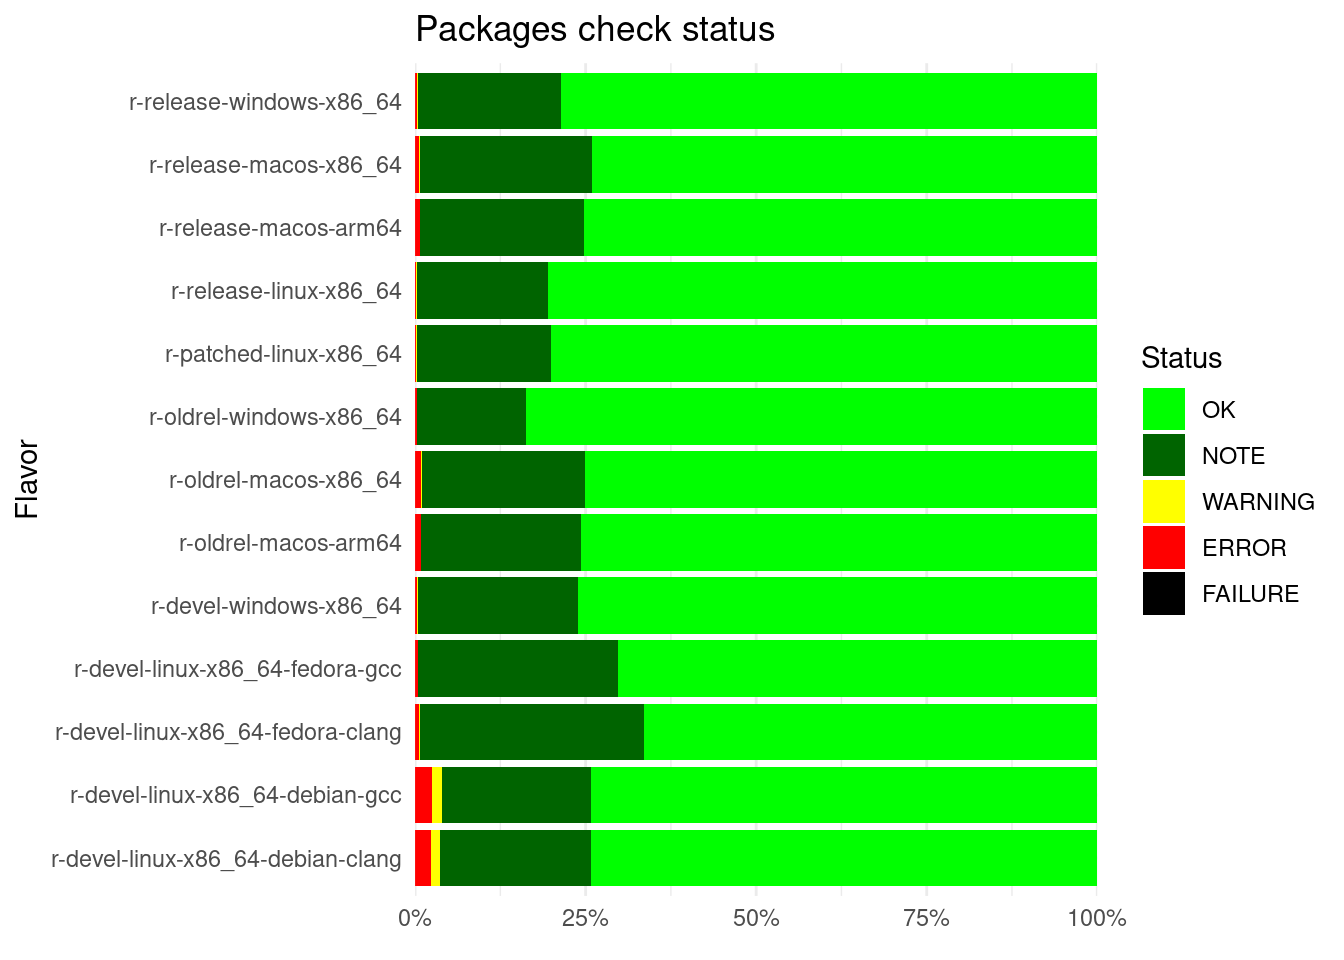 Packages check status
Flavor
r-release-windows-x86_64
r-release-macos-x86_64
r-release-macos-arm64
r-release-linux-x86_64
r-patched-linux-x86_64
r-oldrel-windows-x86_64
r-oldrel-macos-x86_64
r-oldrel-macos-arm64
r-devel-windows-x86_64
r-devel-linux-x86_64-fedora-gcc
r-devel-linux-x86_64-fedora-clang
r-devel-linux-x86_64-debian-gcc
r-devel-linux-x86_64-debian-clang
0% 25% 50% 75% 100%
Status
OK
NOTE
WARNING
ERROR
FAILURE